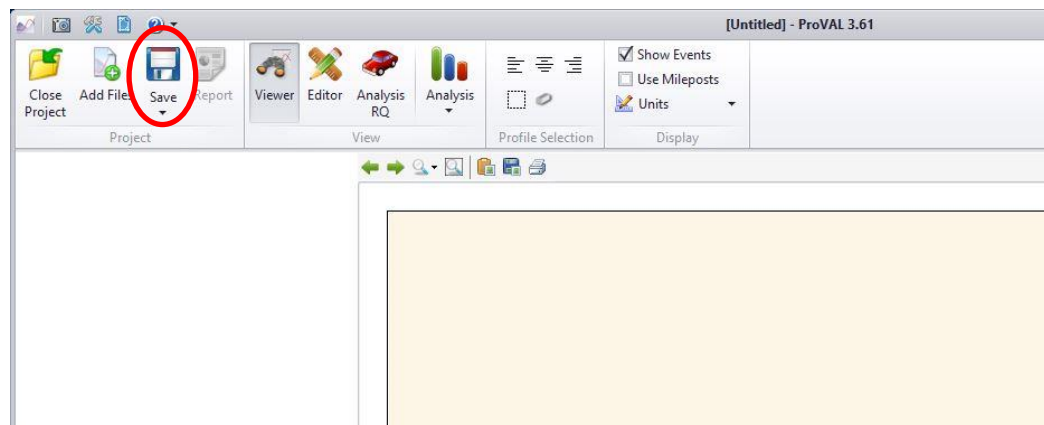 [Untitled] - ProVAL 3.61
Close Project
Add Files
Save
Report
Viewer
Editor
Analysis RQ
Analysis
Show Events
Use Mileposts
Units
Project
View
Profile Selection
Display